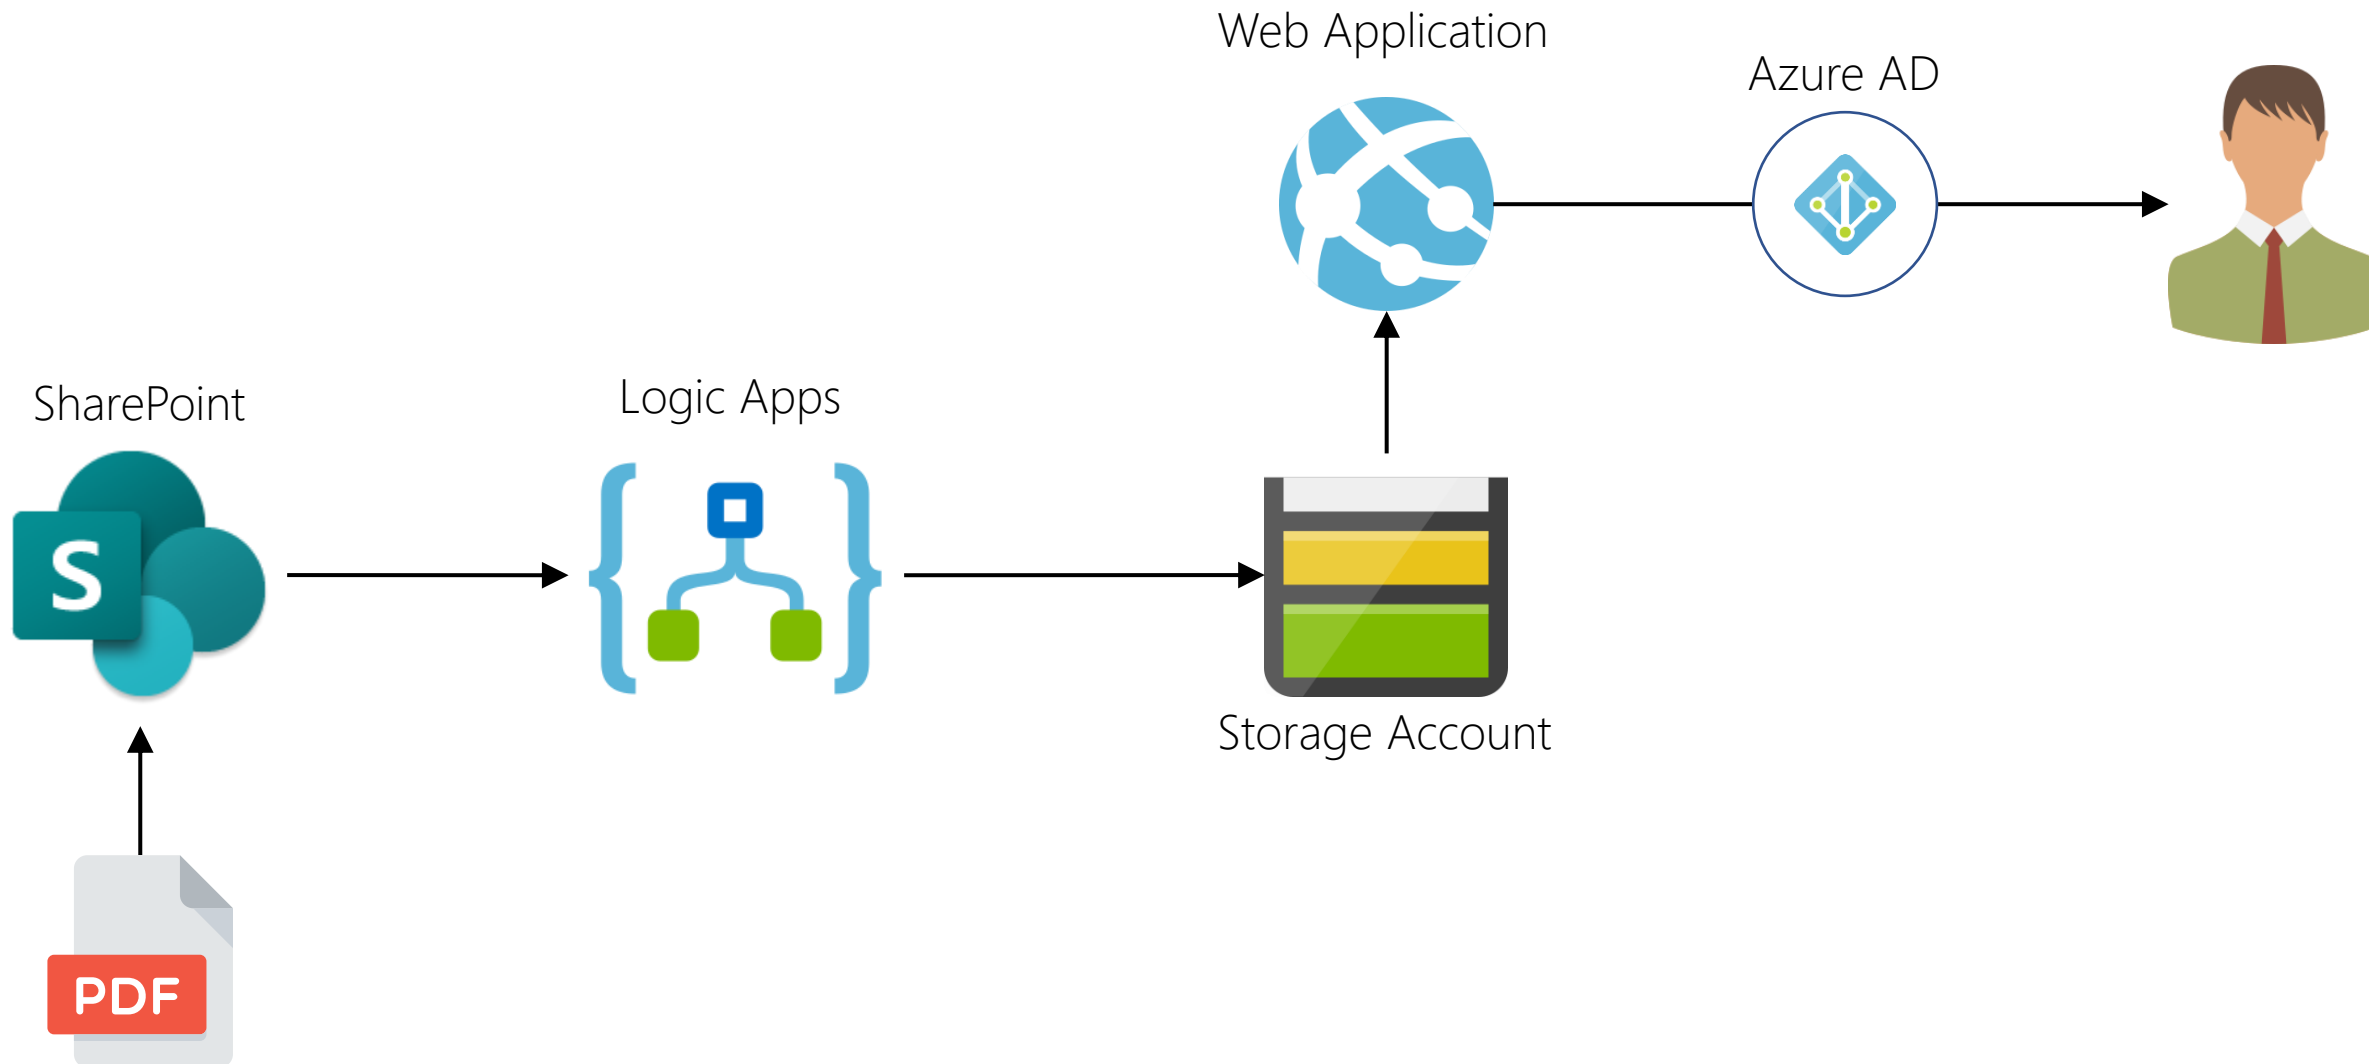 Web Application
Azure AD
SharePoint
Logic Apps
S
Storage Account
PDF